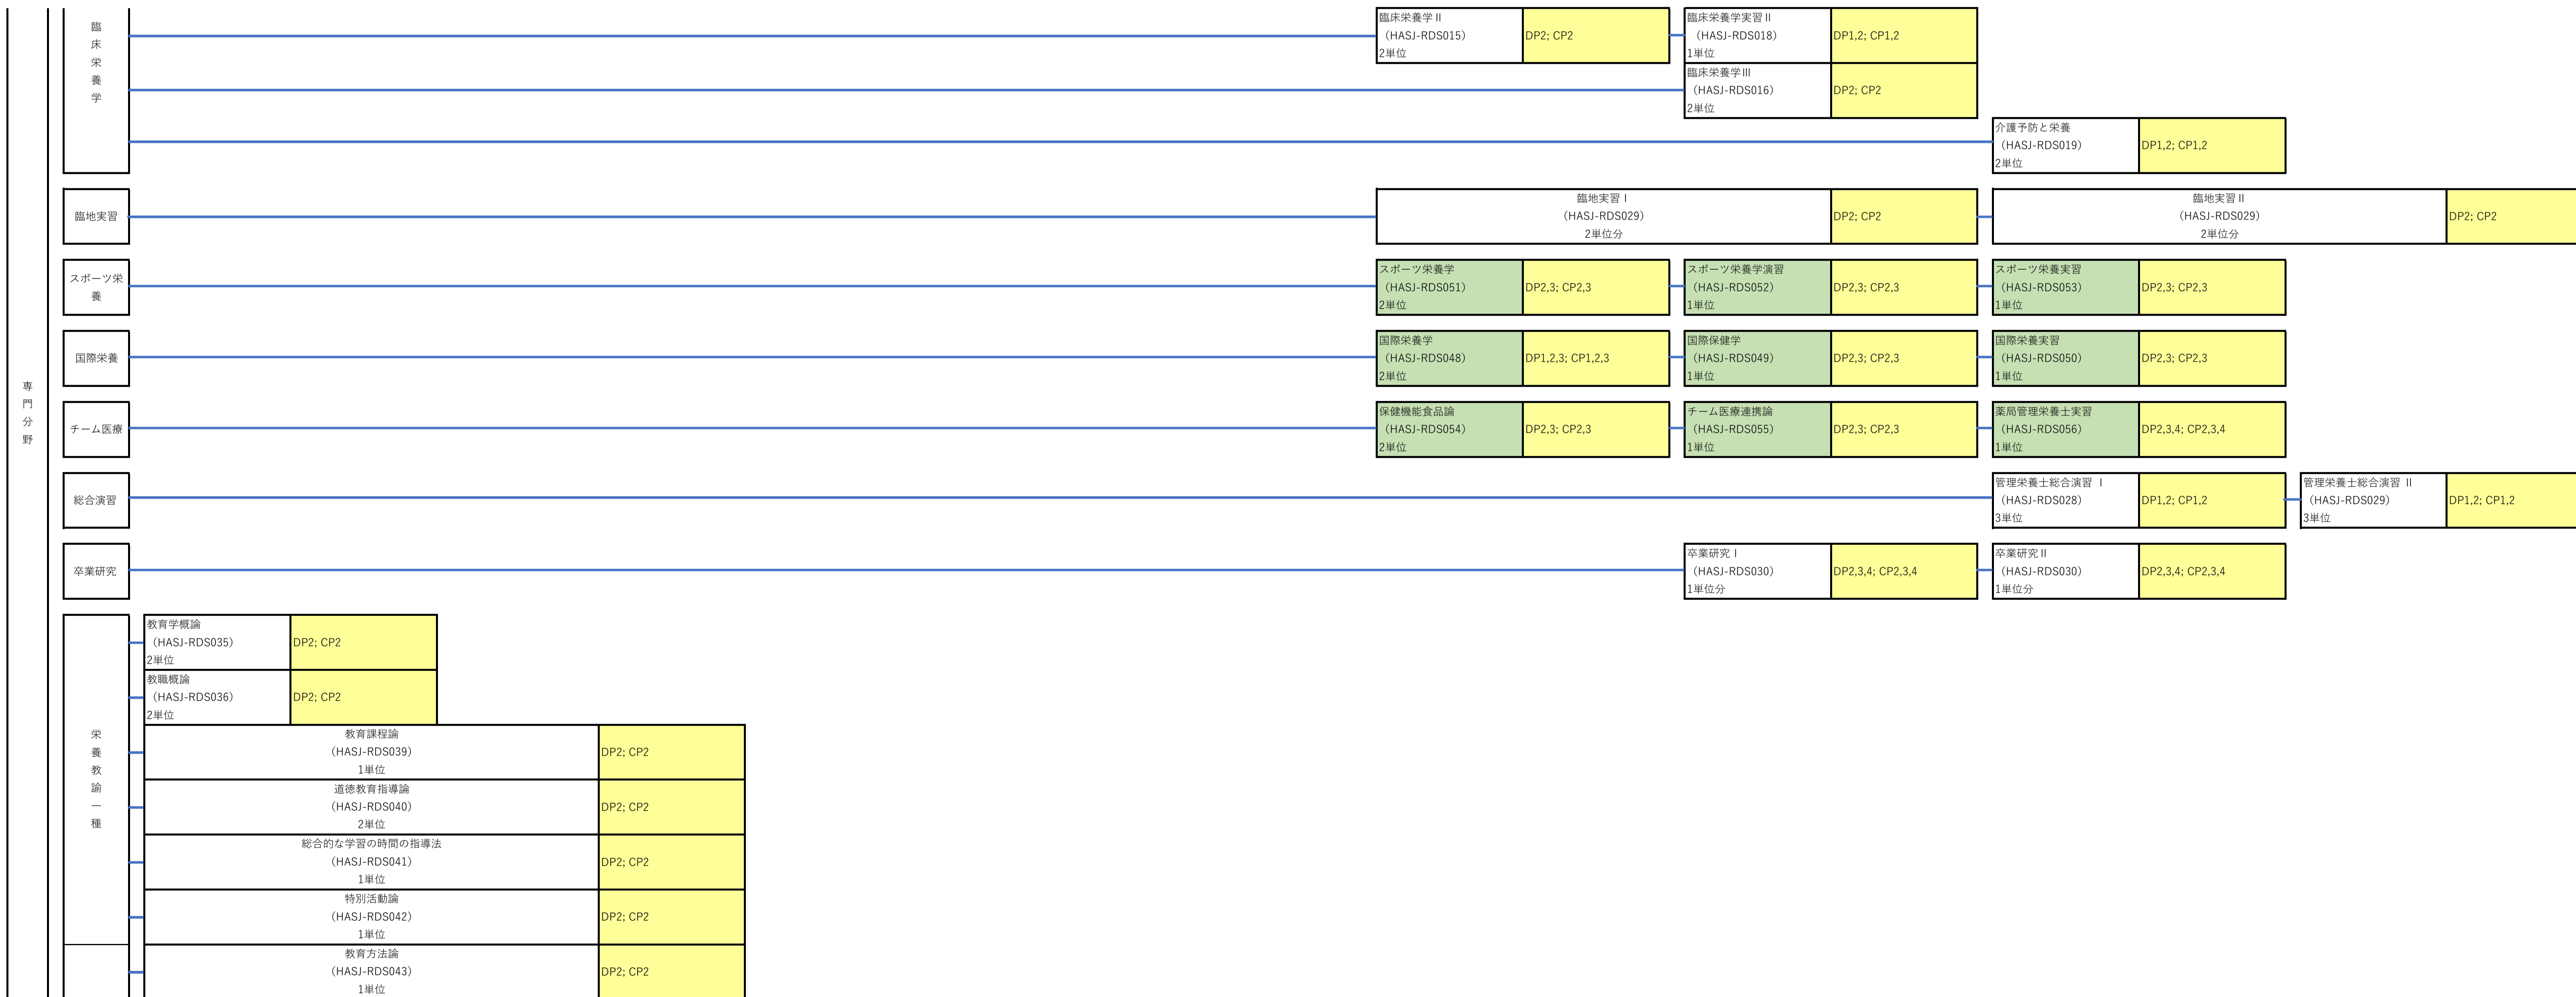 専門分野
臨床栄養学
臨床栄養学Ⅱ
（HASJ-RDS015）
2単位
DP2; CP2
臨床栄養学実習Ⅱ
（HASJ-RDS018）
1単位
DP1,2; CP1,2
臨床栄養学Ⅲ
（HASJ-RDS016）
2単位
DP2; CP2
介護予防と栄養
（HASJ-RDS019）
2単位
DP1,2; CP1,2
臨地実習
臨地実習Ⅰ
（HASJ-RDS029）
2単位分
DP2; CP2
臨地実習Ⅱ
（HASJ-RDS029）
2単位分
DP2; CP2
スポーツ栄
養
スポーツ栄養学
（HASJ-RDS051）
2単位
DP2,3; CP2,3
スポーツ栄養学演習
（HASJ-RDS052）
1単位
DP2,3; CP2,3
スポーツ栄養実習
（HASJ-RDS053）
1単位
DP2,3; CP2,3
国際栄養
国際栄養学
（HASJ-RDS048）
2単位
DP1,2,3; CP1,2,3
国際保健学
（HASJ-RDS049）
1単位
DP2,3; CP2,3
国際栄養実習
（HASJ-RDS050）
1単位
DP2,3; CP2,3
チーム医療
保健機能食品論
（HASJ-RDS054）
2単位
DP2,3; CP2,3
チーム医療連携論
（HASJ-RDS055）
1単位
DP2,3; CP2,3
薬局管理栄養士実習
（HASJ-RDS056）
1単位
DP2,3,4; CP2,3,4
総合演習
管理栄養士総合演習 Ⅰ
（HASJ-RDS028）
3単位
DP1,2; CP1,2
管理栄養士総合演習 Ⅱ
（HASJ-RDS029）
3単位
DP1,2; CP1,2
卒業研究
卒業研究Ⅰ
（HASJ-RDS030）
1単位分
DP2,3,4; CP2,3,4
卒業研究Ⅱ
（HASJ-RDS030）
1単位分
DP2,3,4; CP2,3,4
栄養教諭一種
教育学概論
（HASJ-RDS035）
2単位
DP2; CP2
教職概論
（HASJ-RDS036）
2単位
DP2; CP2
教育課程論
（HASJ-RDS039）
1単位
DP2; CP2
道徳教育指導論
（HASJ-RDS040）
2単位
DP2; CP2
総合的な学習の時間の指導法
（HASJ-RDS041）
1単位
DP2; CP2
特別活動論
（HASJ-RDS042）
1単位
DP2; CP2
教育方法論
（HASJ-RDS043）
1単位
DP2; CP2